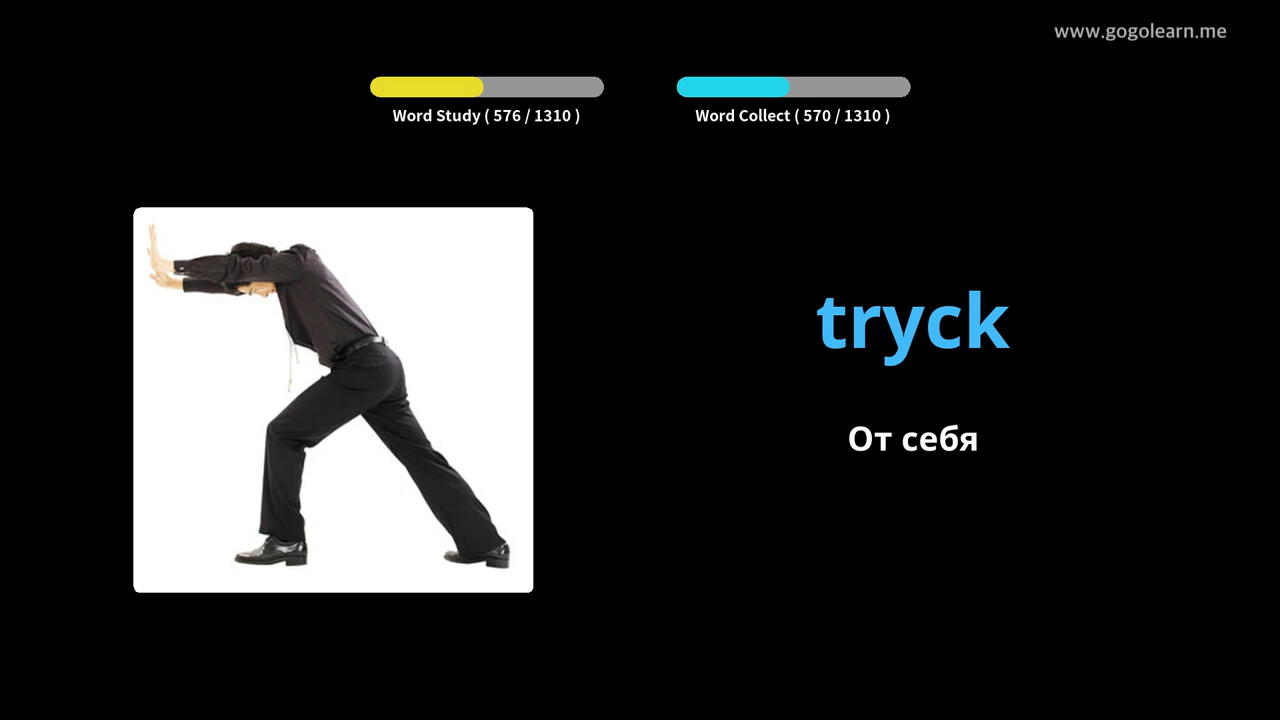 www.gogolearn.me
Word Study ( 576 / 1310 )
Word Collect ( 570 / 1310 )
tryck
От себя